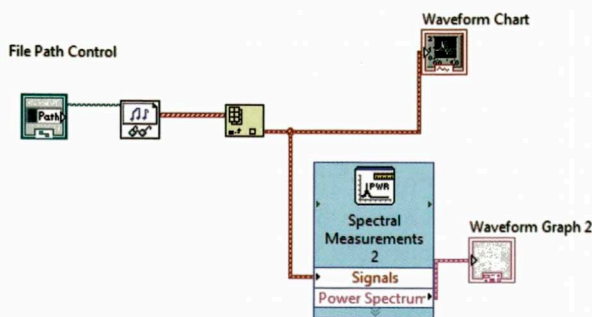 Waveform Chart
File Path Control
Path
PWR
Spectral
Measurements
2
Waveform Graph 2
Signals
Power Spectrum